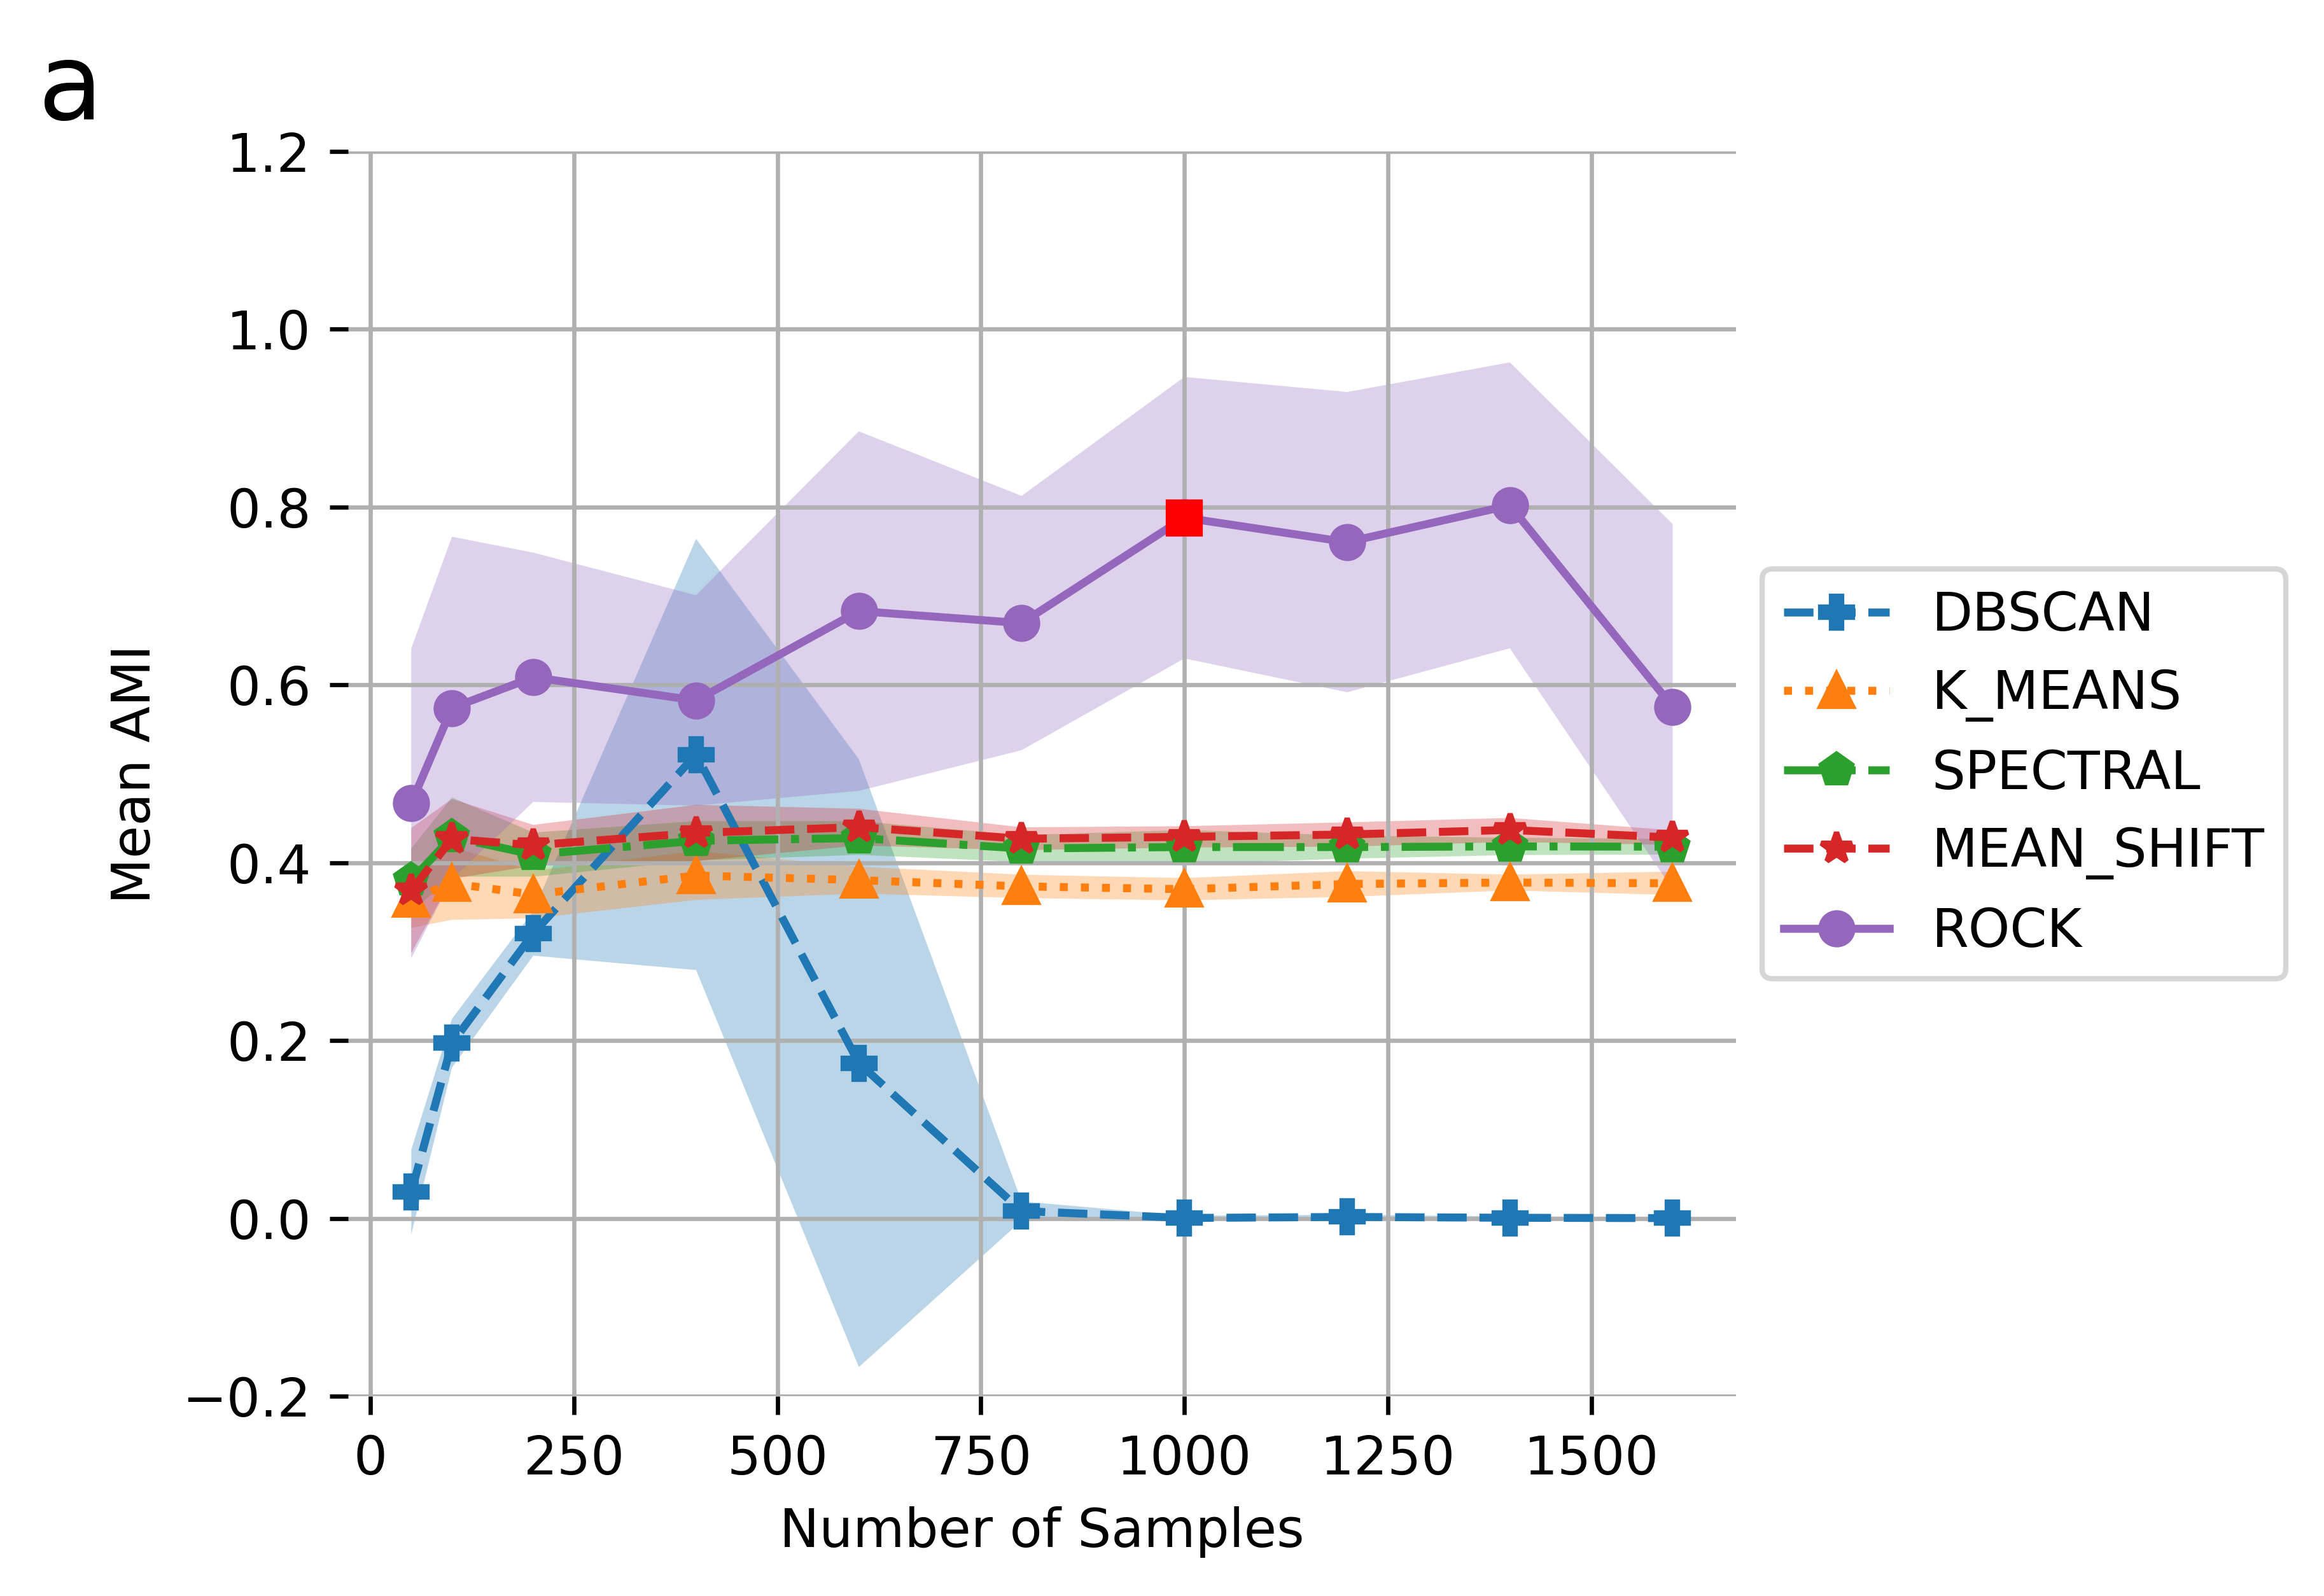 a
1.2
1.0
0.8
0.6
0.4
0.2
0.0
−0.2
Mean AMI
0 250 500 750 1000 1250 1500
Number of Samples
DBSCAN
K_MEANS
SPECTRAL
MEAN_SHIFT
ROCK